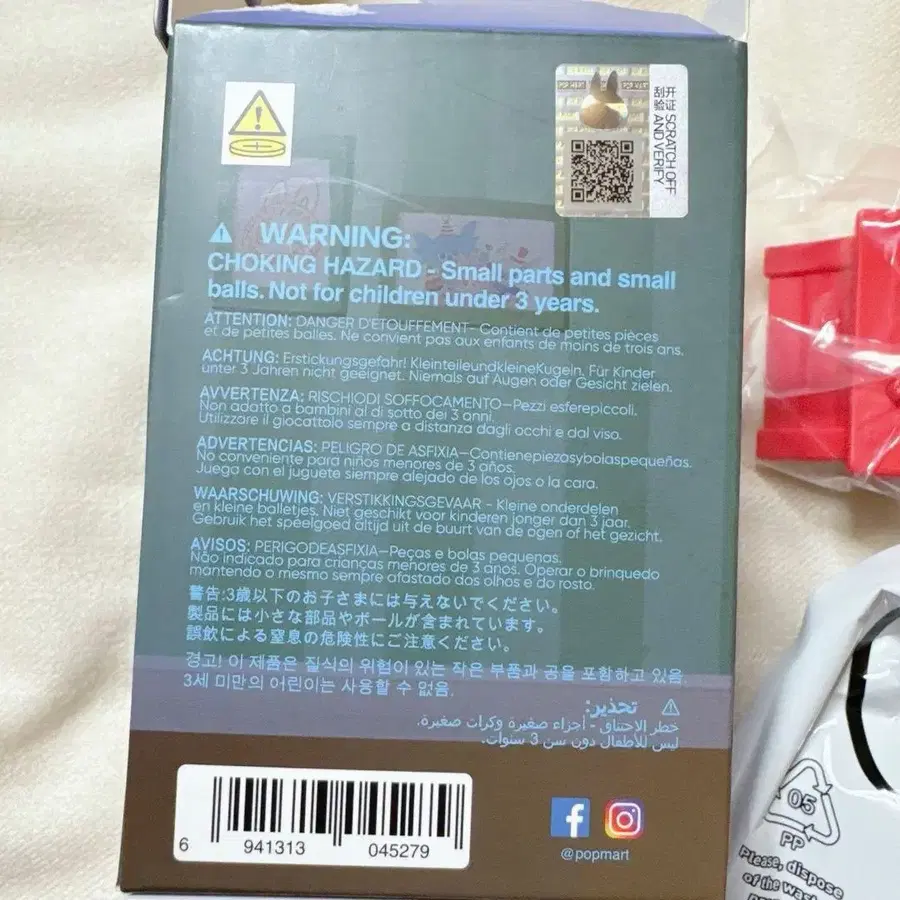 开证 SCRATCH OFF
刮验 AND VERIFY
WARNING:
CHOKING HAZARD - Small parts and small
balls. Not for children under 3 years.
ATTENTION: DANGER D'ETOUFFEMENT- Contient de petites pièces
et de petites balles. Ne convient pas aux enfants de moins de trois ans.
ACHTUNG: Erstickungsgefahr! KleinteileundkleineKugeln. Für Kinder
unter 3 Jahren nicht geeignet. Niemals auf Augen oder Gesicht zielen.
AVVERTENZA: RISCHIODI SOFFOCAMENTO—Pezzi esferepiccoli.
Non adatto a bambini al di sotto dei 3 anni.
Utilizzare il giocattolo sempre a distanza dagli occhi e dal viso.
ADVERTENCIAS: PELIGRO DE ASFIXIA—Contienepiezasybolaspequeñas.
No conveniente para niños menores de 3 años.
Juega con el juguete siempre alejado de los ojos o la cara.
WAARSCHUWING: VERSTIKKINGSGEVAAR - Kleine onderdelen
en kleine balletjes. Niet geschikt voor kinderen jonger dan 3 jaar.
Gebruik het speelgoed altijd uit de buurt van de ogen of het gezicht.
AVISOS: PERIGODEASFIXIA—Peças e bolas pequenas.
Não indicado para crianças menores de 3 anos. Operar o brinquedo
mantendo o mesmo sempre afastado dos olhos e do rosto.
警告:3歳以下のお子さまには与えないでください。
製品には小さな部品やボールが含まれています。
誤飲による窒息の危険性にご注意ください。
경고! 이 제품은 질식의 위험이 있는 작은 부품과 공을 포함하고 있음.
3세 미만의 어린이는 사용할 수 없음.
تحذير:
خطر الاختناق - أجزاء صغيرة وكرات صغيرة.
ليس للأطفال دون سن 3 سنوات.
6 941313 045279
@popmart
05
PP
Please, dispose
of the